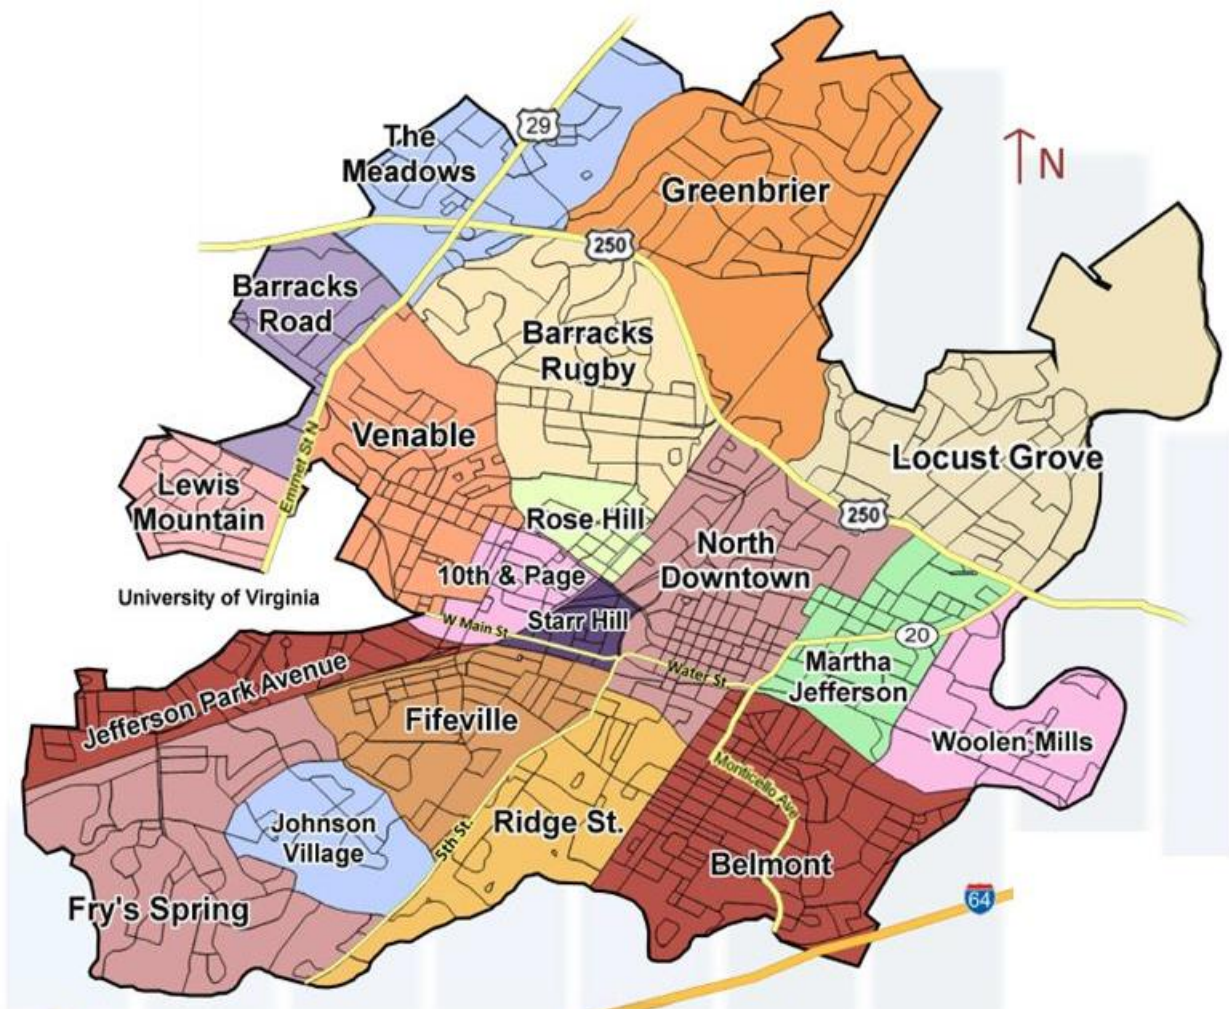 29
The
Meadows
N
Greenbrier
250
Barracks
Road
Barracks
Rugby
Venable
Emmet St N
Locust Grove
Lewis
Mountain
250
Rose Hill
North
Downtown
10th & Page
University of Virginia
Starr Hill
W Main St
20
Water St.
Martha
Jefferson
Jefferson Park Avenue
Fifeville
Woolen Mills
Monticello Ave
Johnson
Village
Ridge St.
5th St.
Belmont
64
Fry's Spring